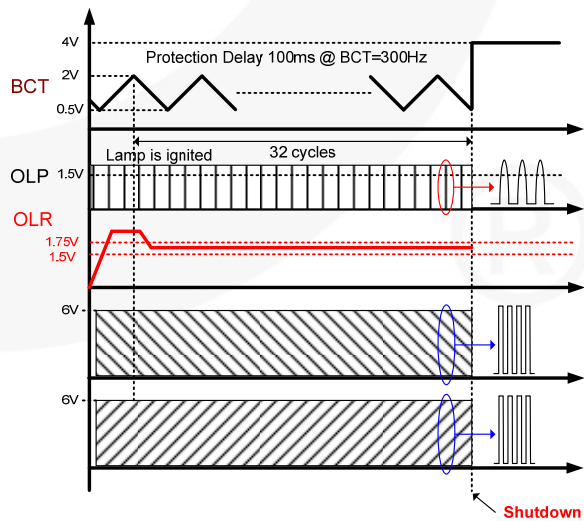 4V
Protection Delay 100ms @ BCT=300Hz
BCT
2V
0.5V
Lamp is ignited
32 cycles
OLP
1.5V
OLR
1.75V
1.5V
6V
6V
Shutdown
®